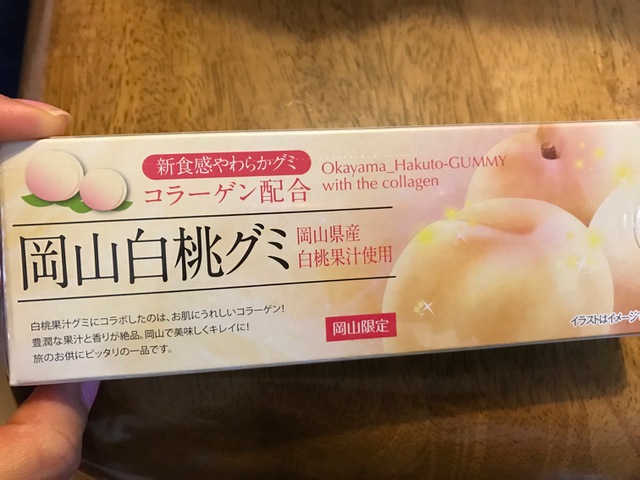 新食感やわらかグミ
コラーゲン配合
Okayama_Hakuto-GUMMY
with the collagen
岡山白桃グミ
岡山県産
白桃果汁使用
白桃果汁グミにコラボしたのは、お肌にうれしいコラーゲン!
豊潤な果汁と香りが絶品。岡山で美味しくキレイに!
旅のお供にピッタリの一品です。
岡山限定
イラストはイメージ